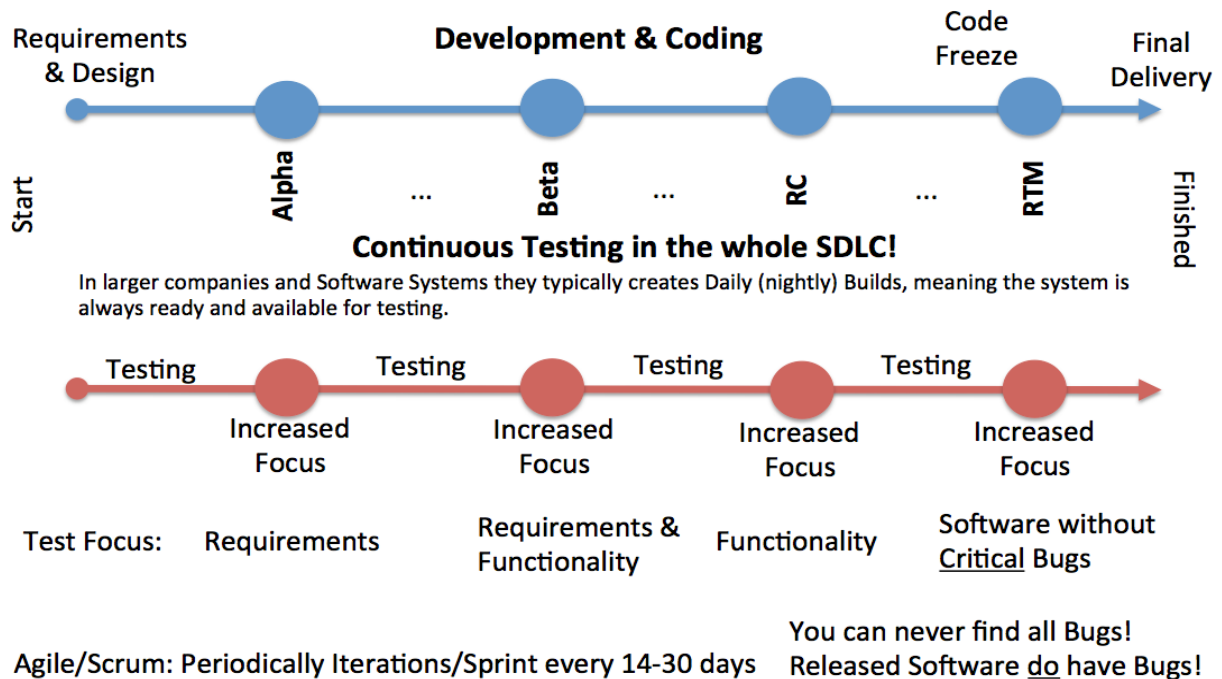 Requirements
& Design
Development & Coding
Code
Freeze
Final
Delivery
Start
Alpha
...
Beta
...
RC
...
RTM
Finished
Continuous Testing in the whole SDLC!
In larger companies and Software Systems they typically creates Daily (nightly) Builds, meaning the system is
always ready and available for testing.
Testing
Testing
Testing
Testing
Increased
Focus
Increased
Focus
Increased
Focus
Increased
Focus
Test Focus:
Requirements
Requirements &
Functionality
Functionality
Software without
Critical Bugs
Agile/Scrum: Periodically Iterations/Sprint every 14-30 days
You can never find all Bugs!
Released Software do have Bugs!